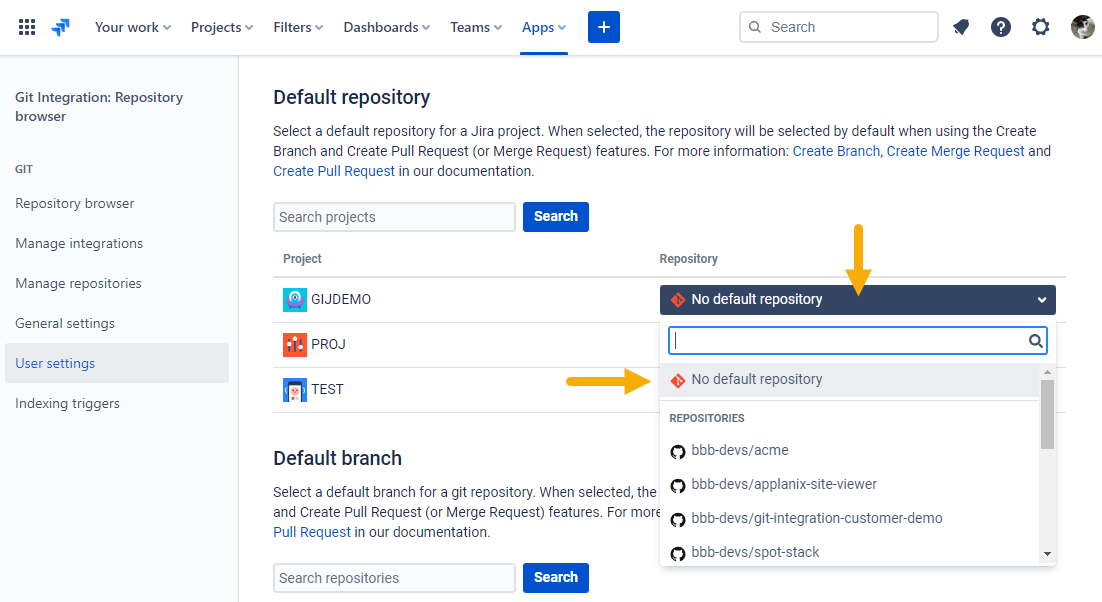 Your work
Projects
Filters
Dashboards
Teams
Apps
Search
Git Integration: Repository
browser
GIT
Repository browser
Manage integrations
Manage repositories
General settings
User settings
Indexing triggers
Default repository
Select a default repository for a Jira project. When selected, the repository will be selected by default when using the Create
Branch and Create Pull Request (or Merge Request) features. For more information: Create Branch, Create Merge Request and
Create Pull Request in our documentation.
Search projects
Search
Project
Repository
GIJDEMO
No default repository
PROJ
TEST
No default repository
REPOSITORIES
bbb-devs/acme
bbb-devs/applanix-site-viewer
bbb-devs/git-integration-customer-demo
bbb-devs/spot-stack
Default branch
Select a default branch for a git repository. When selected, the
and Create Pull Request (or Merge Request) features. For more
Pull Request in our documentation.
Search repositories
Search